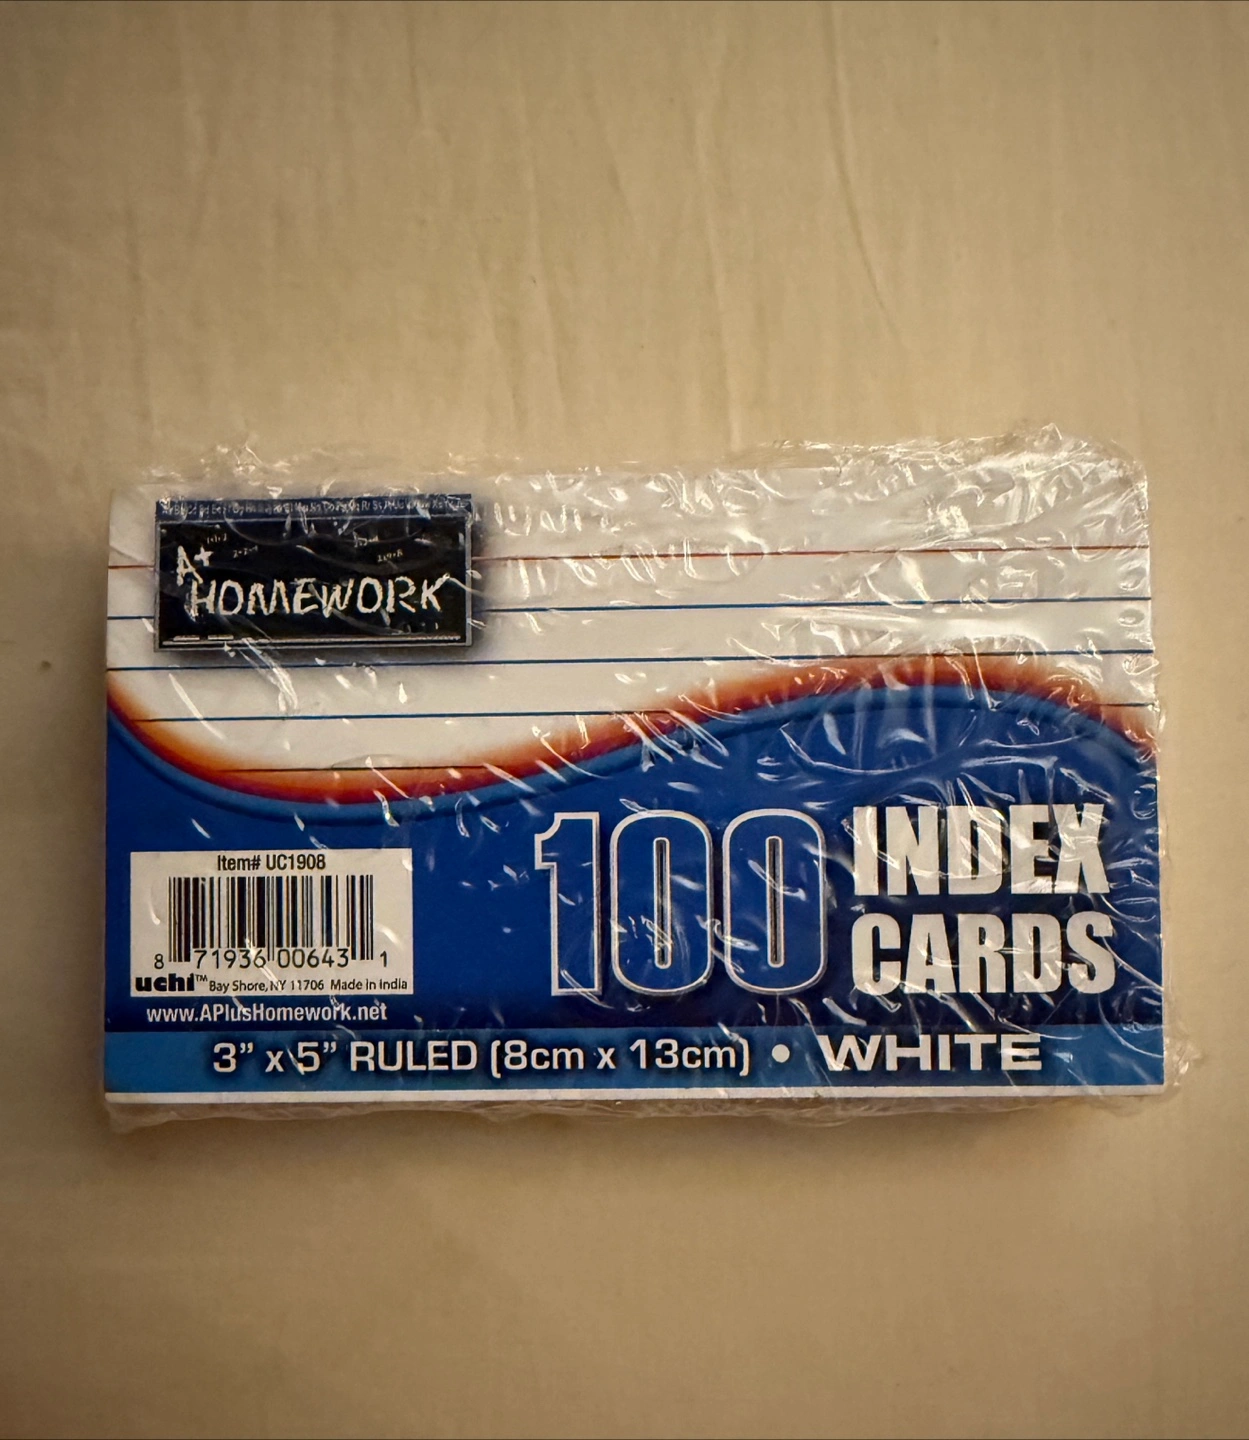 A+
HOMEWORK
100 INDEX
CARDS
Item# UC1908
8 71936 00643 1
uchi™ Bay Shore, NY 11706 Made in India
www.APlusHomework.net
3” x 5” RULED (8cm x 13cm) • WHITE